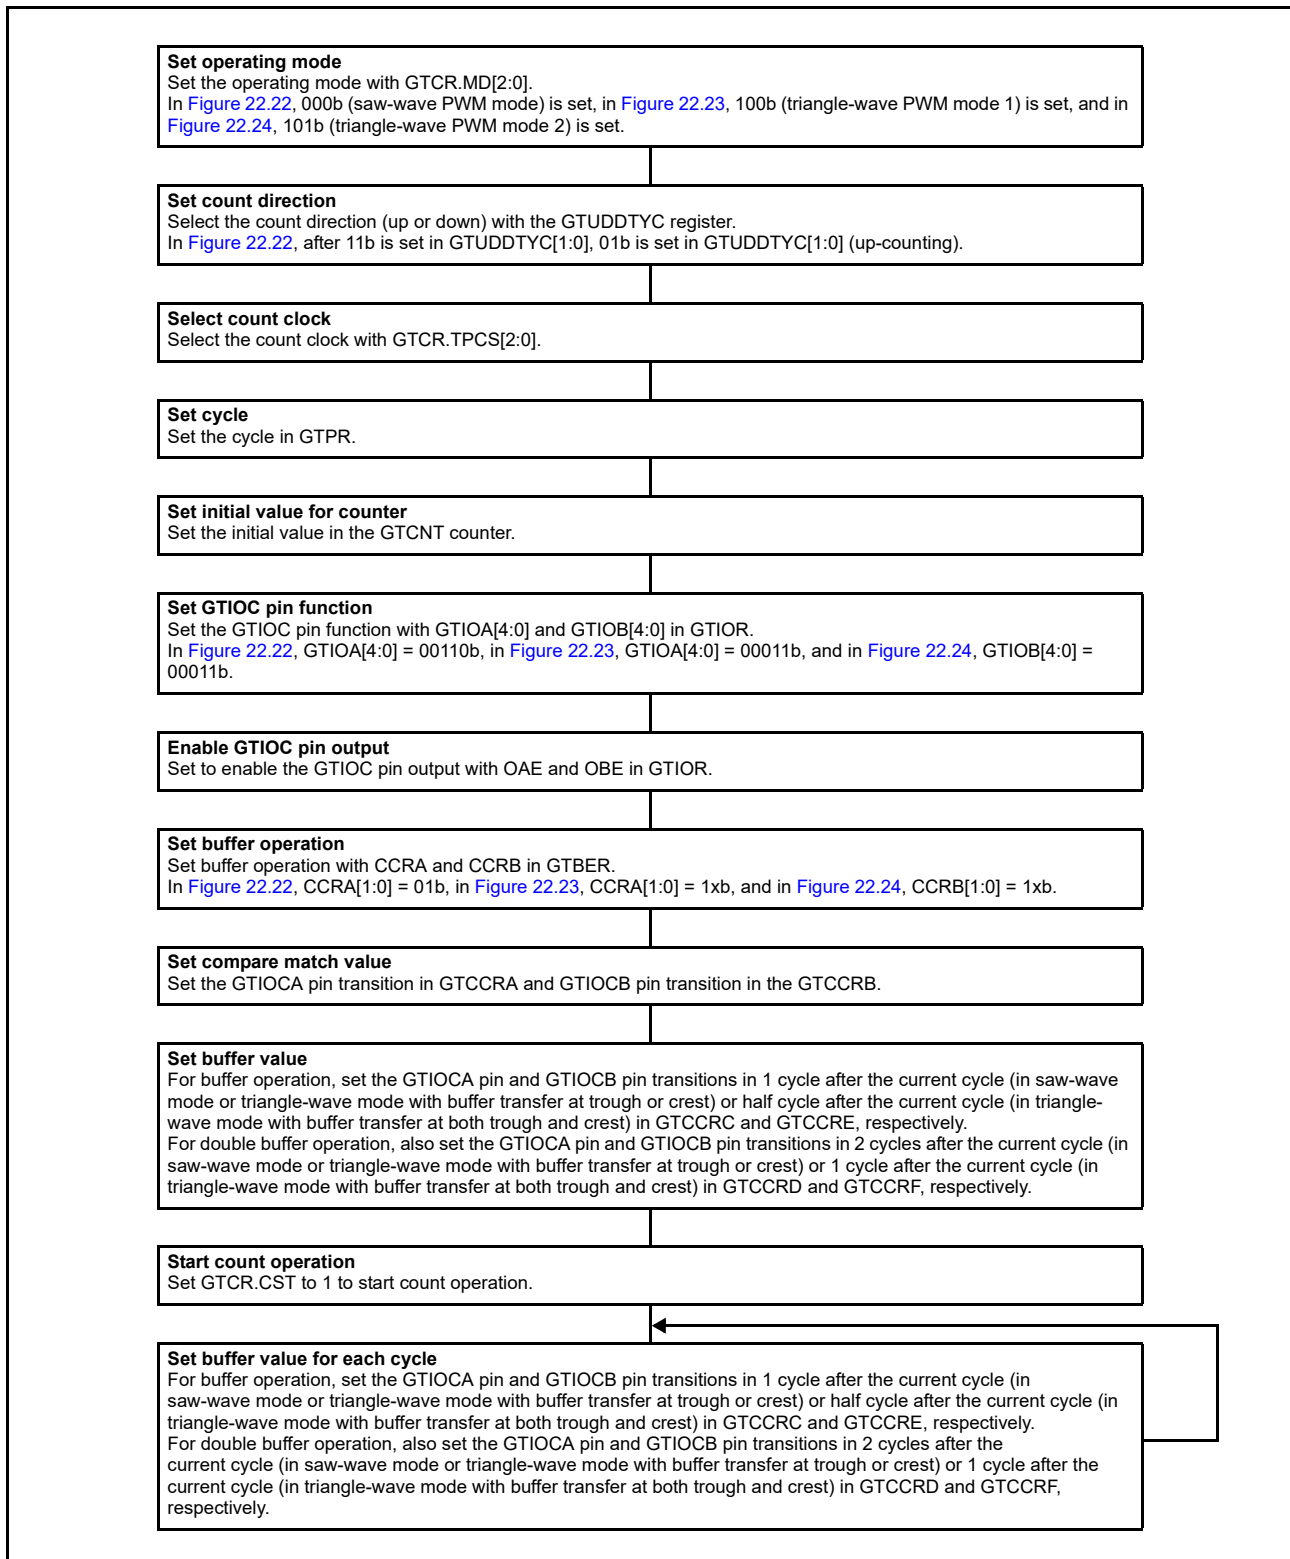 Set operating mode
Set the operating mode with GTCR.MD[2:0].
In Figure 22.22, 000b (saw-wave PWM mode) is set, in Figure 22.23, 100b (triangle-wave PWM mode 1) is set, and in
Figure 22.24, 101b (triangle-wave PWM mode 2) is set.
Set count direction
Select the count direction (up or down) with the GTUDDTYC register.
In Figure 22.22, after 11b is set in GTUDDTYC[1:0], 01b is set in GTUDDTYC[1:0] (up-counting).
Select count clock
Select the count clock with GTCR.TPCS[2:0].
Set cycle
Set the cycle in GTPR.
Set initial value for counter
Set the initial value in the GTCNT counter.
Set GTIOC pin function
Set the GTIOC pin function with GTIOA[4:0] and GTIOB[4:0] in GTIOR.
In Figure 22.22, GTIOA[4:0] = 00110b, in Figure 22.23, GTIOA[4:0] = 00011b, and in Figure 22.24, GTIOB[4:0] =
00011b.
Enable GTIOC pin output
Set to enable the GTIOC pin output with OAE and OBE in GTIOR.
Set buffer operation
Set buffer operation with CCRA and CCRB in GTBER.
In Figure 22.22, CCRA[1:0] = 01b, in Figure 22.23, CCRA[1:0] = 1xb, and in Figure 22.24, CCRB[1:0] = 1xb.
Set compare match value
Set the GTIOCA pin transition in GTCCRA and GTIOCB pin transition in the GTCCRB.
Set buffer value
For buffer operation, set the GTIOCA pin and GTIOCB pin transitions in 1 cycle after the current cycle (in saw-wave
mode or triangle-wave mode with buffer transfer at trough or crest) or half cycle after the current cycle (in triangle-
wave mode with buffer transfer at both trough and crest) in GTCCRC and GTCCRE, respectively.
For double buffer operation, also set the GTIOCA pin and GTIOCB pin transitions in 2 cycles after the current cycle (in
saw-wave mode or triangle-wave mode with buffer transfer at trough or crest) or 1 cycle after the current cycle (in
triangle-wave mode with buffer transfer at both trough and crest) in GTCCRD and GTCCRF, respectively.
Start count operation
Set GTCR.CST to 1 to start count operation.
Set buffer value for each cycle
For buffer operation, set the GTIOCA pin and GTIOCB pin transitions in 1 cycle after the current cycle (in
saw-wave mode or triangle-wave mode with buffer transfer at trough or crest) or half cycle after the current cycle (in
triangle-wave mode with buffer transfer at both trough and crest) in GTCCRC and GTCCRE, respectively.
For double buffer operation, also set the GTIOCA pin and GTIOCB pin transitions in 2 cycles after the
current cycle (in saw-wave mode or triangle-wave mode with buffer transfer at trough or crest) or 1 cycle after the
current cycle (in triangle-wave mode with buffer transfer at both trough and crest) in GTCCRD and GTCCRF,
respectively.